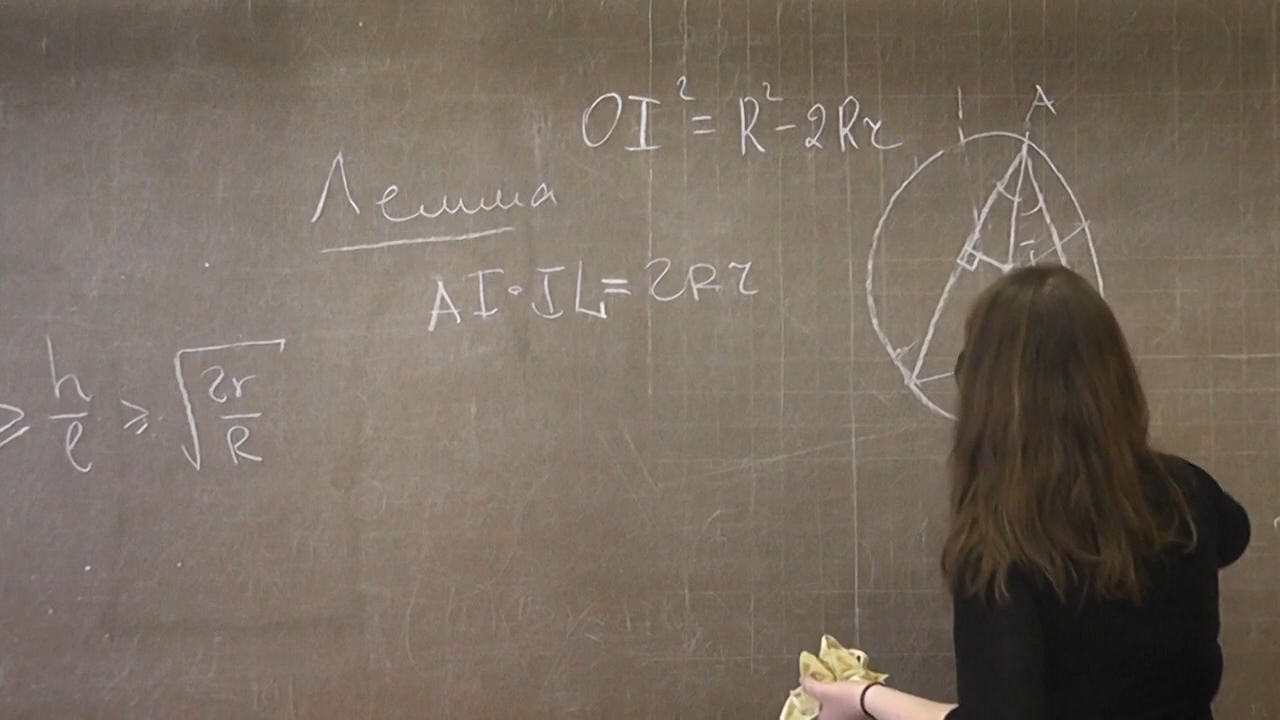 OI² = R² - 2Rr
A
Лемма
AI · IL = 2Rr
≥ h/l ≥ √(2r/R)